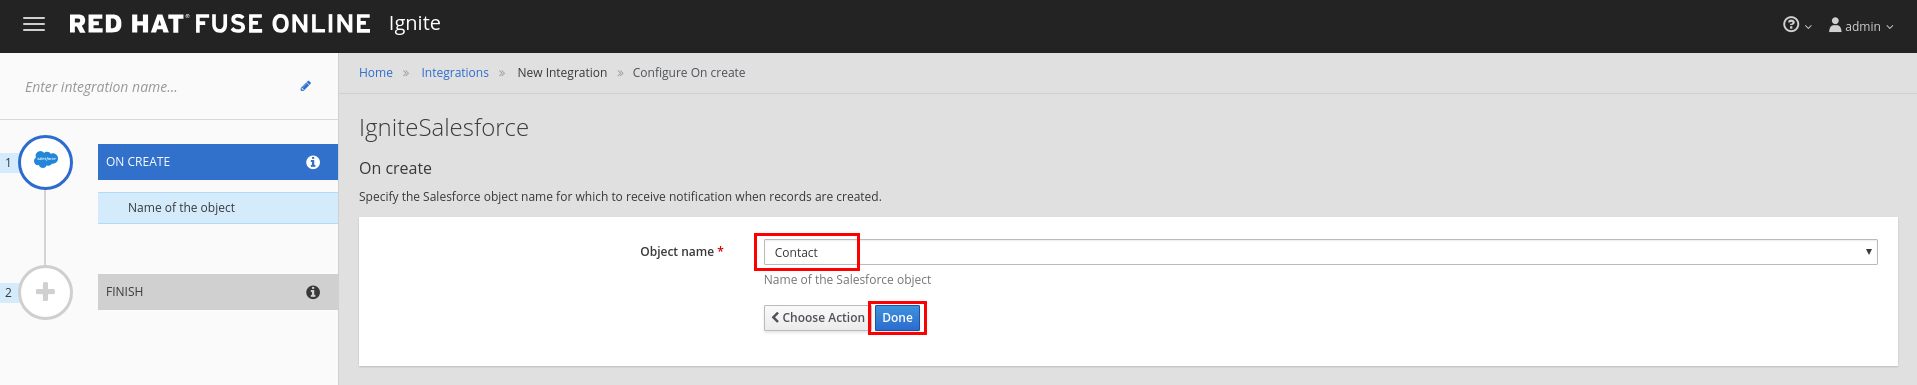 RED HAT® FUSE ONLINE Ignite
admin
Enter integration name...
Home » Integrations » New Integration » Configure On create
IgniteSalesforce
1
salesforce
ON CREATE
Name of the object
2
FINISH
On create
Specify the Salesforce object name for which to receive notification when records are created.
Object name *
Contact
Name of the Salesforce object
Choose Action
Done